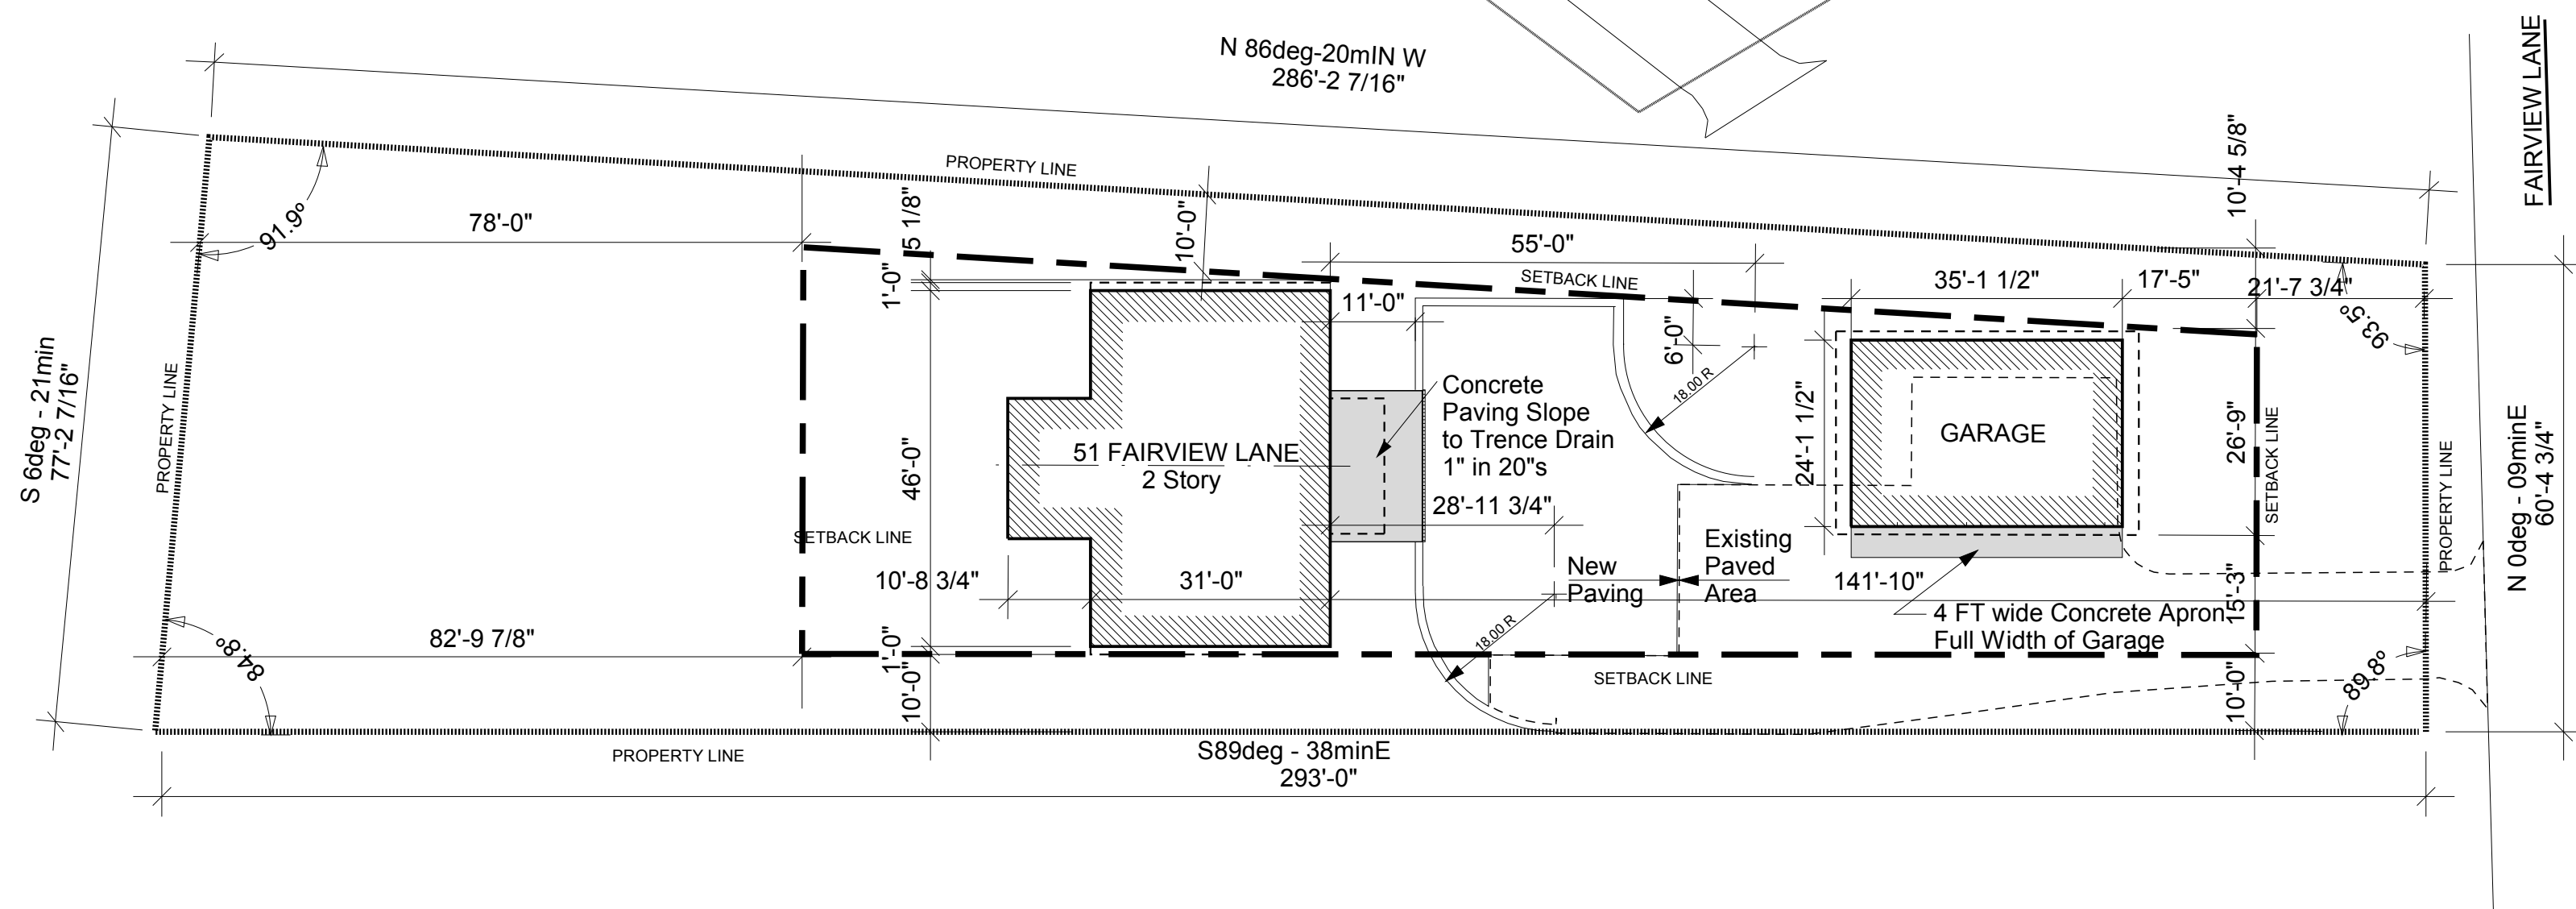 N 86deg-20mIN W
286'-2 7/16"
FAIRVIEW LANE
PROPERTY LINE
10'-4 5/8"
91.9º
78'-0"
5 1/8"
10'-0"
55'-0"
SETBACK LINE
1'-0"
11'-0"
35'-1 1/2"
17'-5"
21'-7 3/4"
93.5º
6'-0"
18.00 R
S 6deg - 21min
77'-2 7/16"
PROPERTY LINE
46'-0"
51 FAIRVIEW LANE
2 Story
Concrete
Paving Slope
to Trence Drain
1" in 20"s
24'-1 1/2"
GARAGE
26'-9"
SETBACK LINE
PROPERTY LINE
N 0deg - 09minE
60'-4 3/4"
28'-11 3/4"
SETBACK LINE
New
Paving
Existing
Paved
Area
10'-8 3/4"
31'-0"
141'-10"
15'-3"
4 FT wide Concrete Apron
Full Width of Garage
82'-9 7/8"
84.8º
1'-0"
10'-0"
18.00 R
SETBACK LINE
10'-0"
89.8º
PROPERTY LINE
S89deg - 38minE
293'-0"